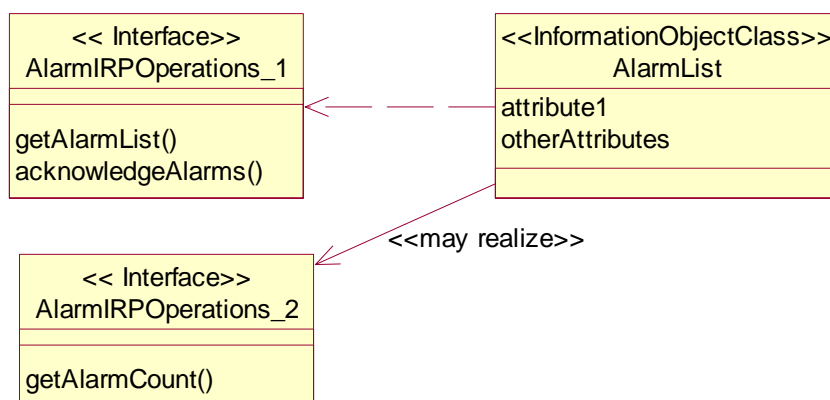 << Interface>>
AlarmIRPOperations_1
getAlarmList()
acknowledgeAlarms()
<<InformationObjectClass>>
AlarmList
attribute1
otherAttributes
<<may realize>>
<< Interface>>
AlarmIRPOperations_2
getAlarmCount()